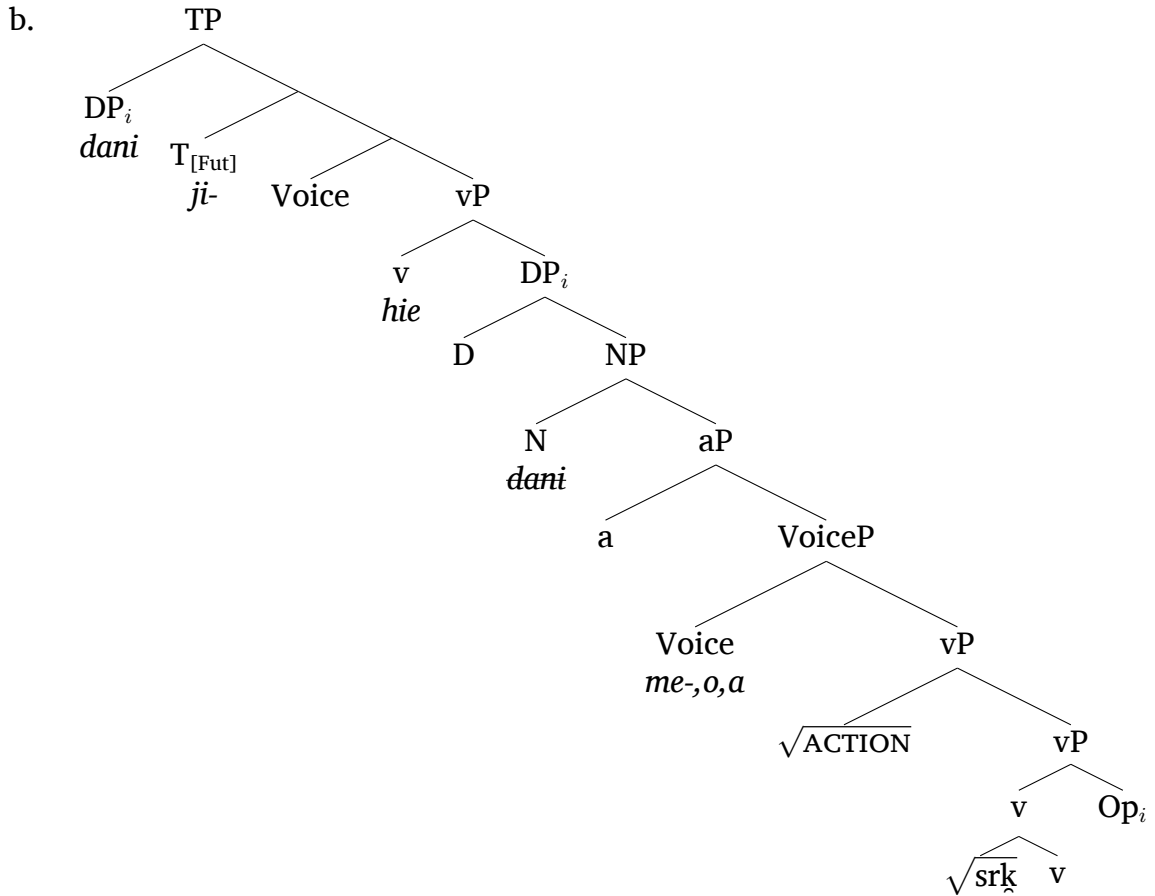 b.
TP
DPᵢ
dani
T[Fut]
ji-
Voice
vP
v
hie
DPᵢ
D
NP
N
dani
aP
a
VoiceP
Voice
me-,o,a
vP
√ACTION
vP
v
Opᵢ
√srk̯
v